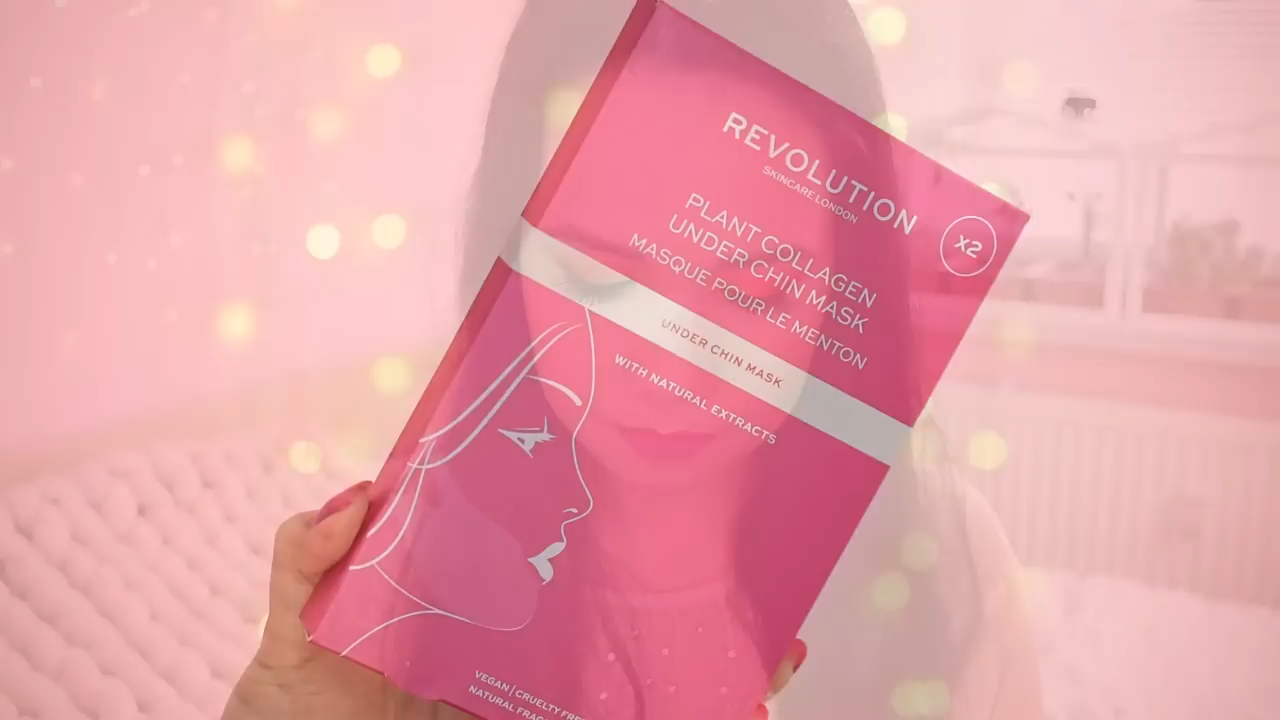 REVOLUTION
SKINCARE LONDON
X2
PLANT COLLAGEN
UNDER CHIN MASK
MASQUE POUR LE MENTON
UNDER CHIN MASK
WITH NATURAL EXTRACTS
VEGAN | CRUELTY FREE
NATURAL